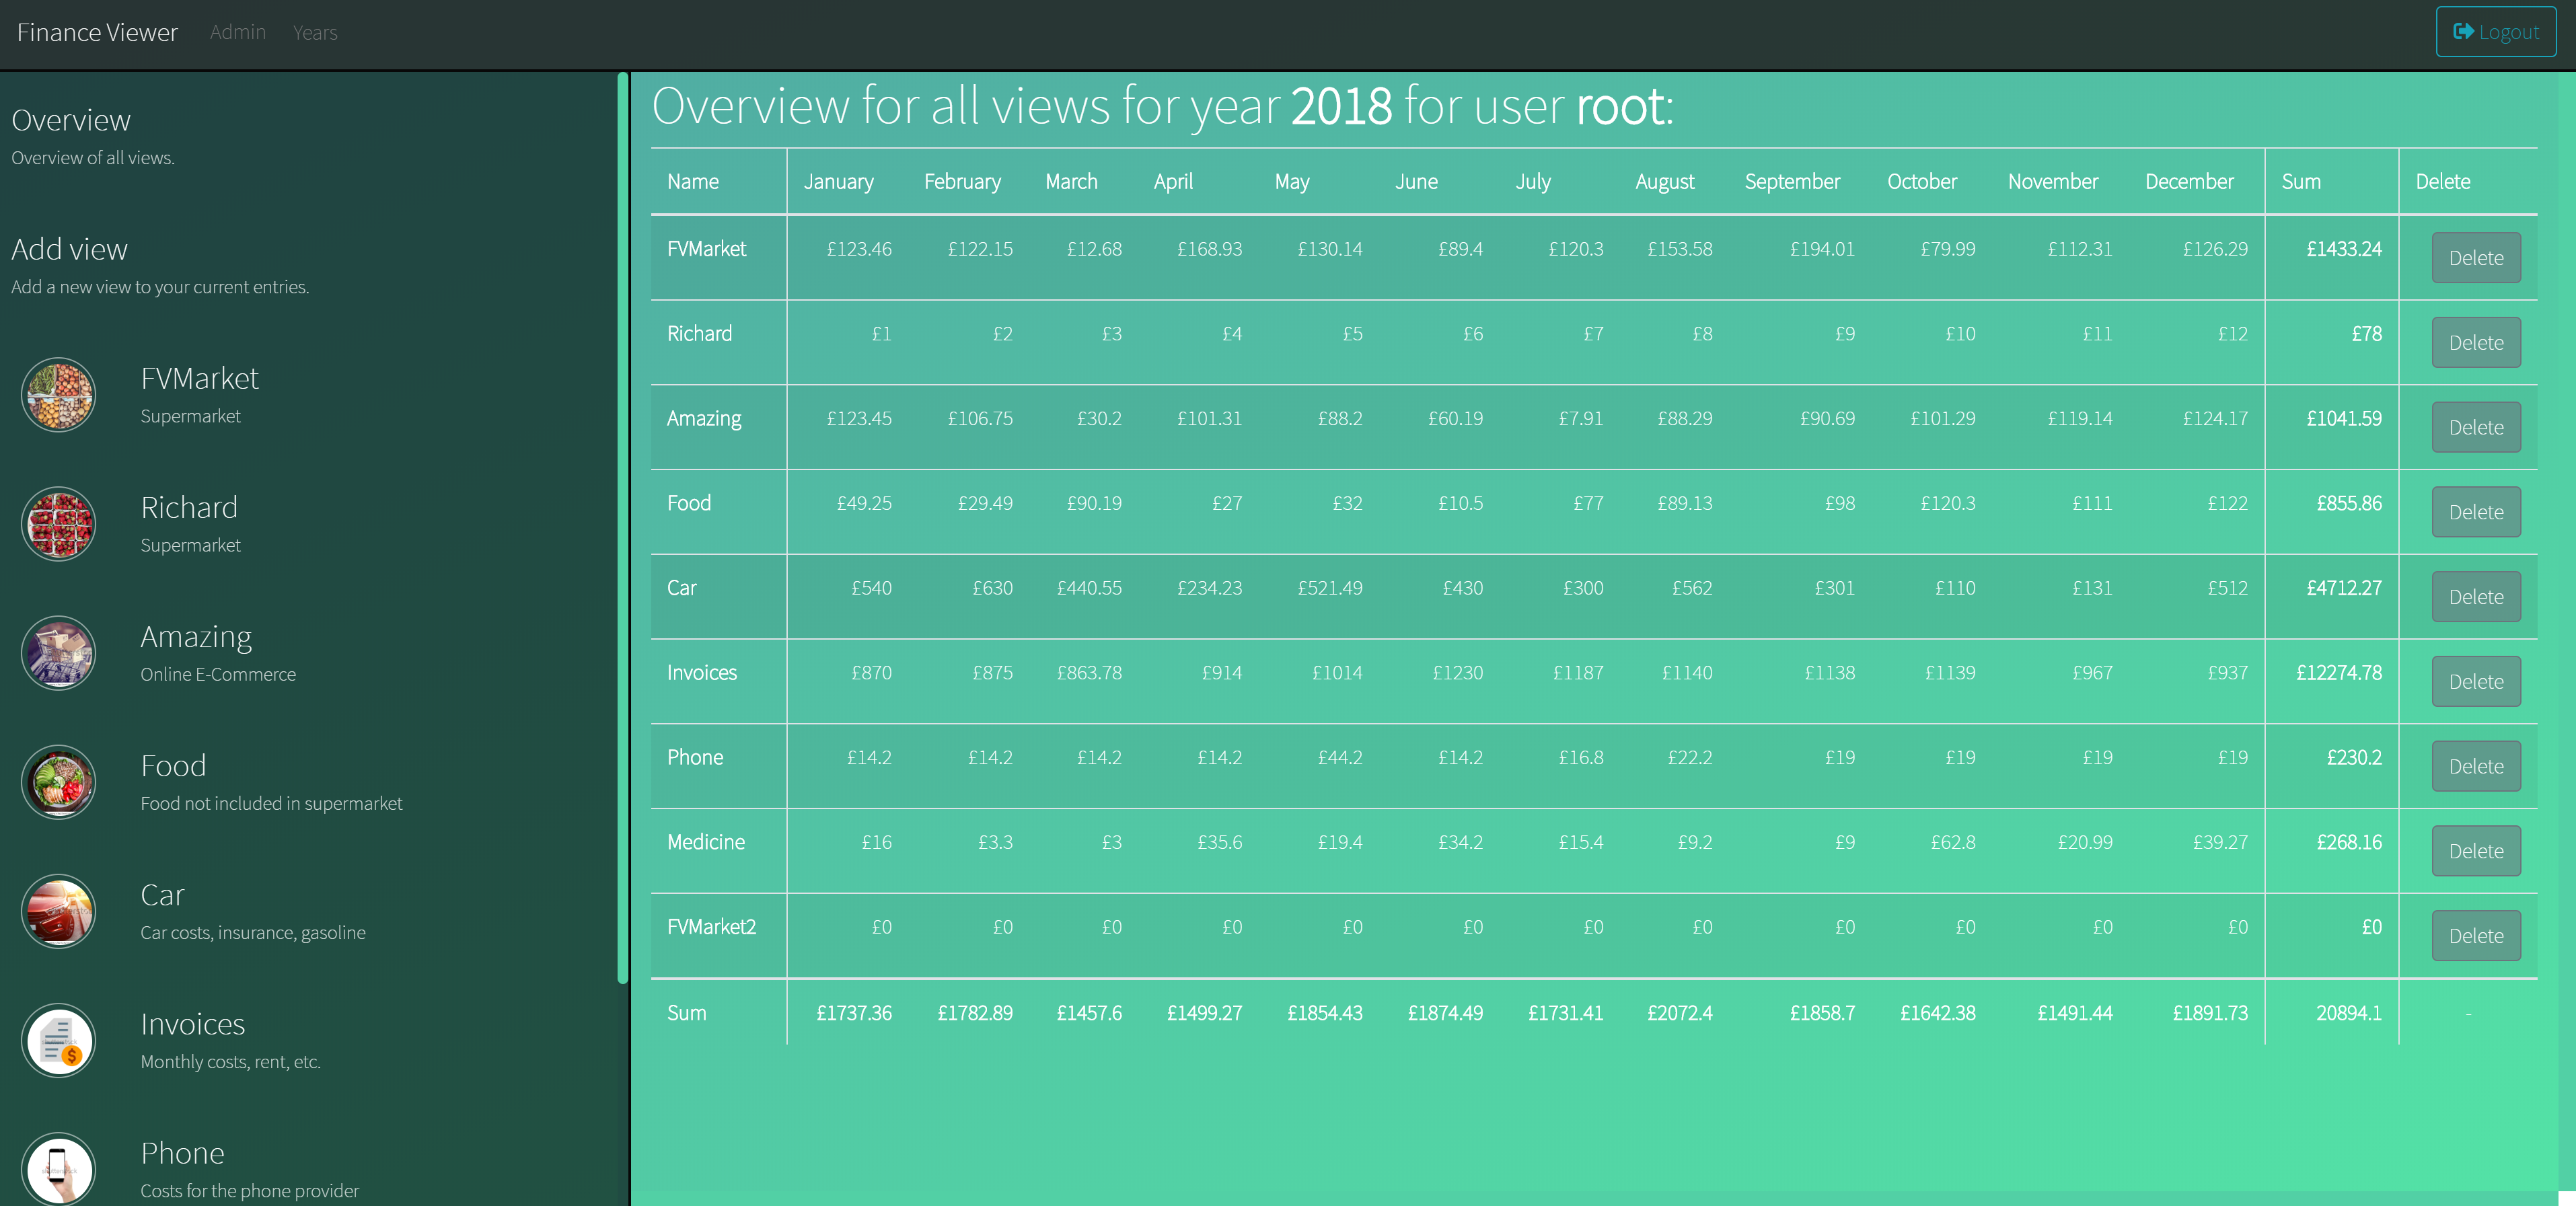 Finance Viewer Admin Years Logout
Overview
Overview of all views.
Add view
Add a new view to your current entries.
FVMarket
Supermarket
Richard
Supermarket
Amazing
Online E-Commerce
Food
Food not included in supermarket
Car
Car costs, insurance, gasoline
Invoices
Monthly costs, rent, etc.
Phone
Costs for the phone provider
Overview for all views for year 2018 for user root:
Name January February March April May June July August September October November December Sum Delete
FVMarket £123.46 £122.15 £12.68 £168.93 £130.14 £89.4 £120.3 £153.58 £194.01 £79.99 £112.31 £126.29 £1433.24 Delete
Richard £1 £2 £3 £4 £5 £6 £7 £8 £9 £10 £11 £12 £78 Delete
Amazing £123.45 £106.75 £30.2 £101.31 £88.2 £60.19 £7.91 £88.29 £90.69 £101.29 £119.14 £124.17 £1041.59 Delete
Food £49.25 £29.49 £90.19 £27 £32 £10.5 £77 £89.13 £98 £120.3 £111 £122 £855.86 Delete
Car £540 £630 £440.55 £234.23 £521.49 £430 £300 £562 £301 £110 £131 £512 £4712.27 Delete
Invoices £870 £875 £863.78 £914 £1014 £1230 £1187 £1140 £1138 £1139 £967 £937 £12274.78 Delete
Phone £14.2 £14.2 £14.2 £14.2 £44.2 £14.2 £16.8 £22.2 £19 £19 £19 £19 £230.2 Delete
Medicine £16 £3.3 £3 £35.6 £19.4 £34.2 £15.4 £9.2 £9 £62.8 £20.99 £39.27 £268.16 Delete
FVMarket2 £0 £0 £0 £0 £0 £0 £0 £0 £0 £0 £0 £0 £0 Delete
Sum £1737.36 £1782.89 £1457.6 £1499.27 £1854.43 £1874.49 £1731.41 £2072.4 £1858.7 £1642.38 £1491.44 £1891.73 20894.1 -